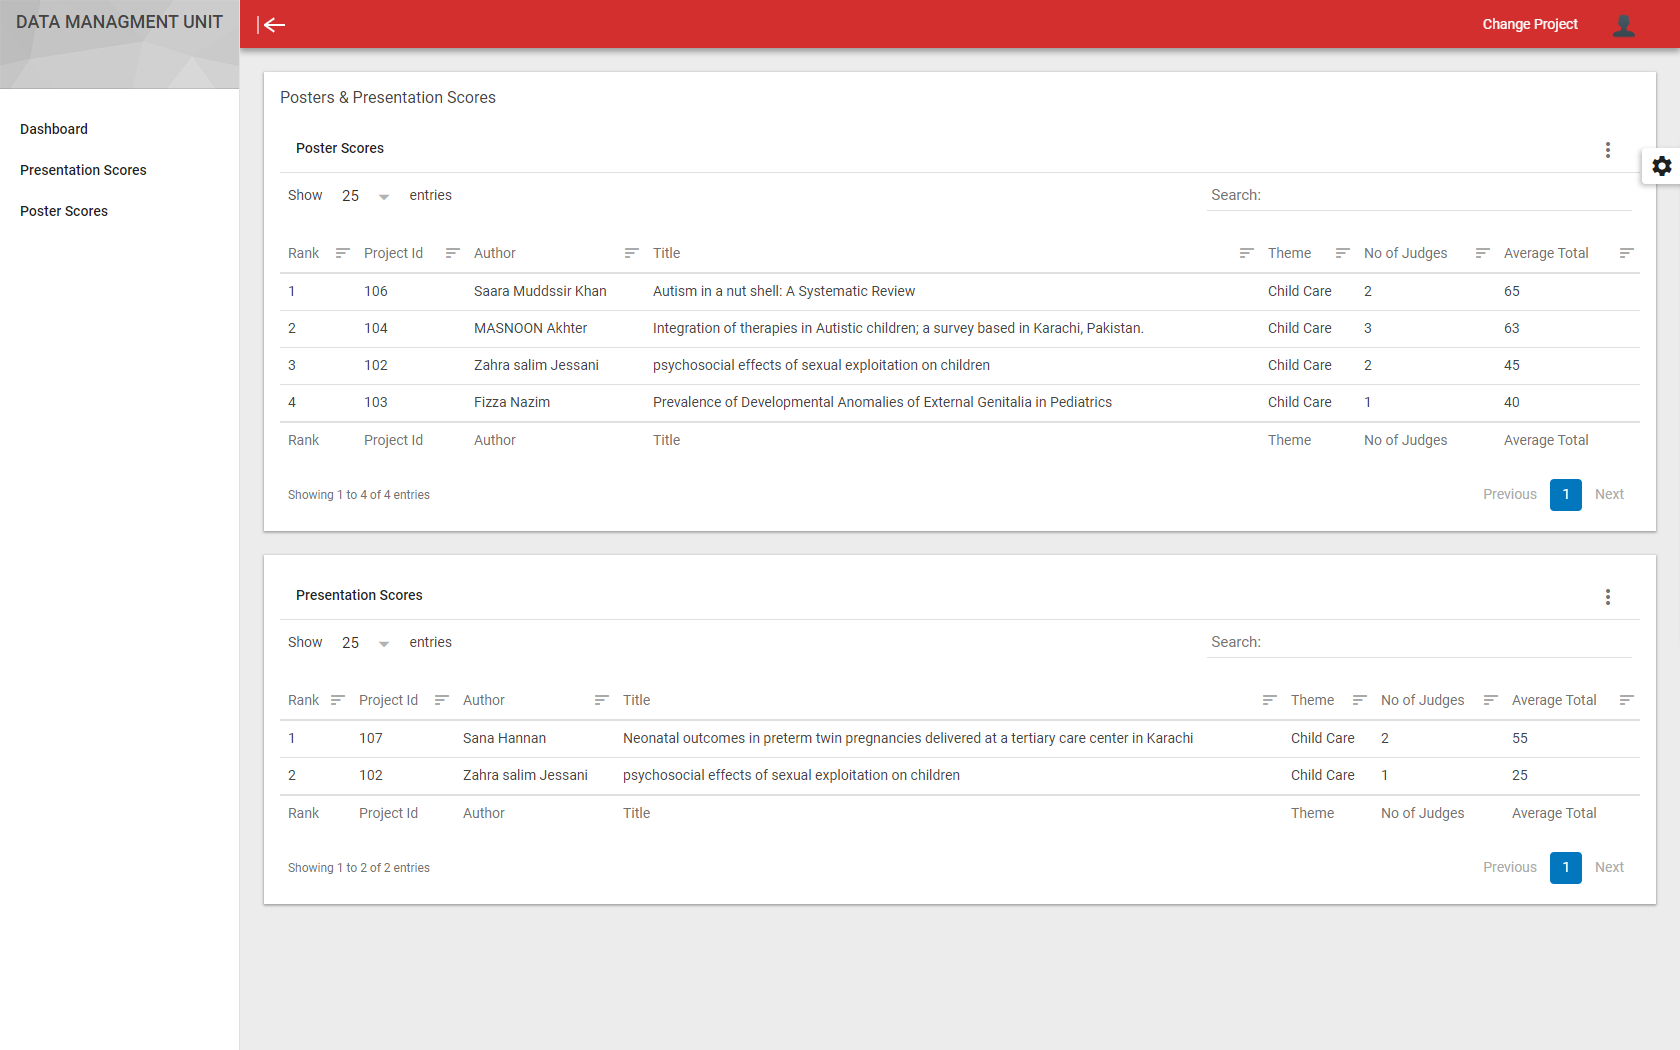 DATA MANAGMENT UNIT
Change Project
Dashboard
Presentation Scores
Poster Scores
Posters & Presentation Scores
Poster Scores
Show 25 entries Search:
Rank Project Id Author Title Theme No of Judges Average Total
1 106 Saara Muddssir Khan Autism in a nut shell: A Systematic Review Child Care 2 65
2 104 MASNOON Akhter Integration of therapies in Autistic children; a survey based in Karachi, Pakistan. Child Care 3 63
3 102 Zahra salim Jessani psychosocial effects of sexual exploitation on children Child Care 2 45
4 103 Fizza Nazim Prevalence of Developmental Anomalies of External Genitalia in Pediatrics Child Care 1 40
Rank Project Id Author Title Theme No of Judges Average Total
Showing 1 to 4 of 4 entries Previous 1 Next
Presentation Scores
Show 25 entries Search:
Rank Project Id Author Title Theme No of Judges Average Total
1 107 Sana Hannan Neonatal outcomes in preterm twin pregnancies delivered at a tertiary care center in Karachi Child Care 2 55
2 102 Zahra salim Jessani psychosocial effects of sexual exploitation on children Child Care 1 25
Rank Project Id Author Title Theme No of Judges Average Total
Showing 1 to 2 of 2 entries Previous 1 Next